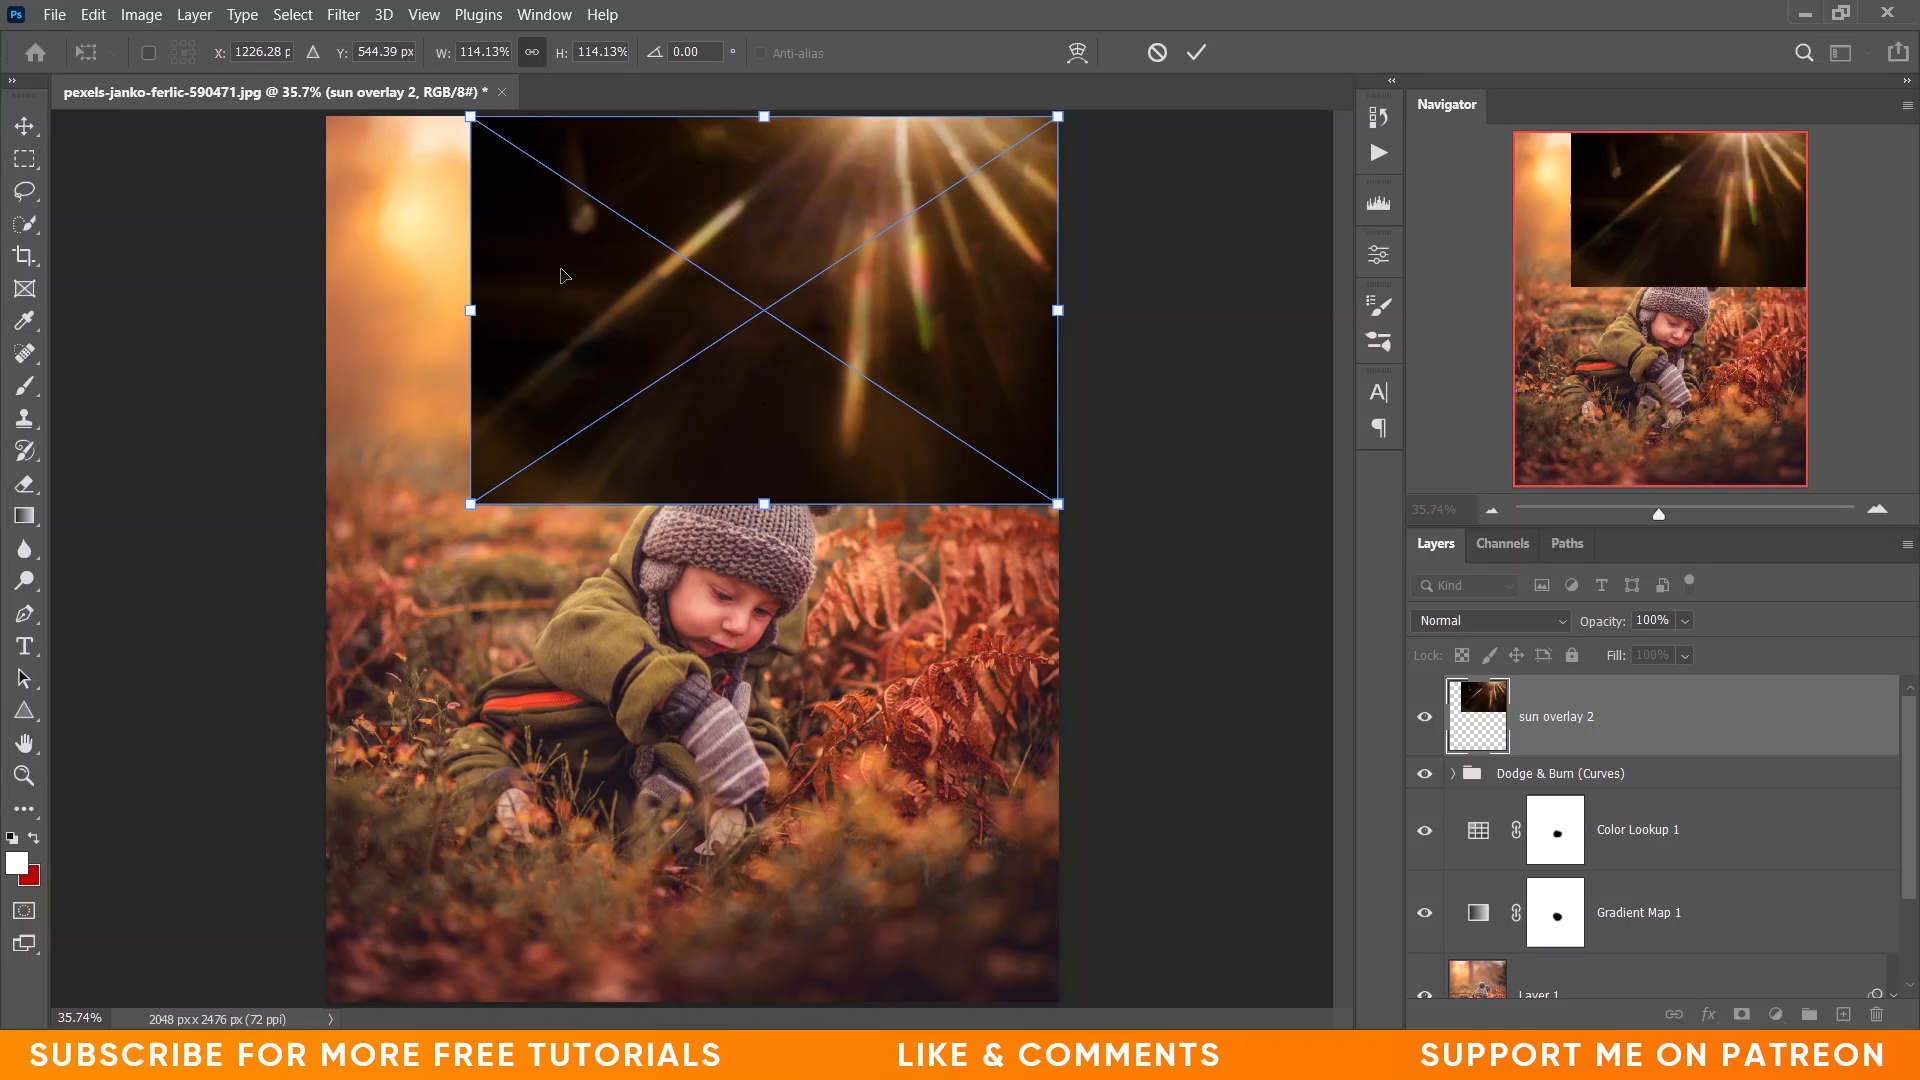 Ps File Edit Image Layer Type Select Filter 3D View Plugins Window Help
X: 1226.28 p Y: 544.39 px W: 114.13% H: 114.13% 0.00 ° Anti-alias
pexels-janko-ferlic-590471.jpg @ 35.7% (sun overlay 2, RGB/8#) * ×
Navigator
35.74%
Layers Channels Paths
Kind
Normal Opacity: 100%
Lock: Fill: 100%
sun overlay 2
Dodge & Burn (Curves)
Color Lookup 1
Gradient Map 1
Layer 1
35.74% 2048 px x 2476 px (72 ppi)
SUBSCRIBE FOR MORE FREE TUTORIALS LIKE & COMMENTS SUPPORT ME ON PATREON